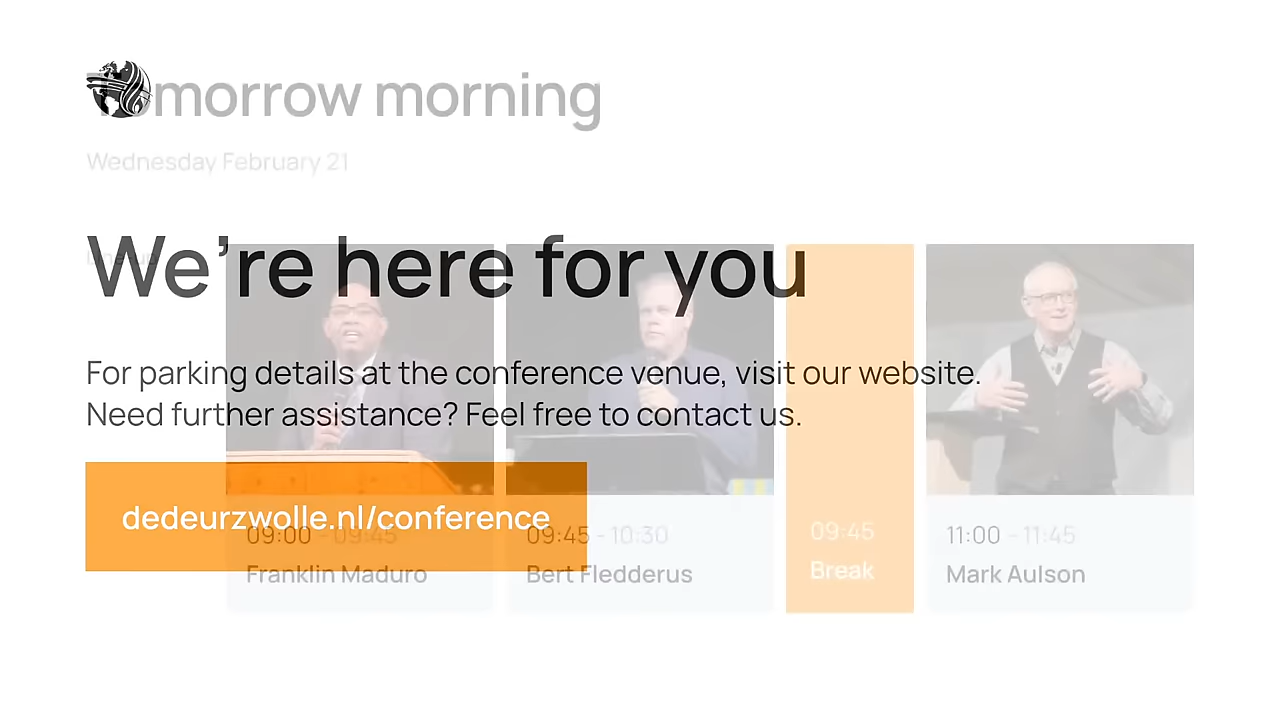 Tomorrow morning
Wednesday February 21
We're here for you
For parking details at the conference venue, visit our website.
Need further assistance? Feel free to contact us.
dedeurzwolle.nl/conference
09:00 - 09:45
Franklin Maduro
09:45 - 10:30
Bert Fledderus
09:45
Break
11:00 - 11:45
Mark Aulson